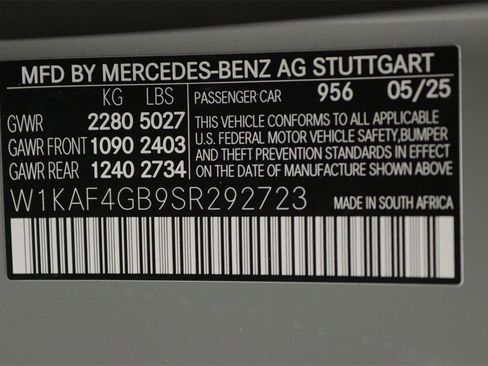 MFD BY MERCEDES-BENZ AG STUTTGART
KG LBS
GVWR 2280 5027
GAWR FRONT 1090 2403
GAWR REAR 1240 2734
PASSENGER CAR 956 05/25
THIS VEHICLE CONFORMS TO ALL APPLICABLE
U.S. FEDERAL MOTOR VEHICLE SAFETY, BUMPER
AND THEFT PREVENTION STANDARDS IN EFFECT
ON THE DATE OF MANUFACTURE SHOWN ABOVE
W1KAF4GB9SR292723 MADE IN SOUTH AFRICA